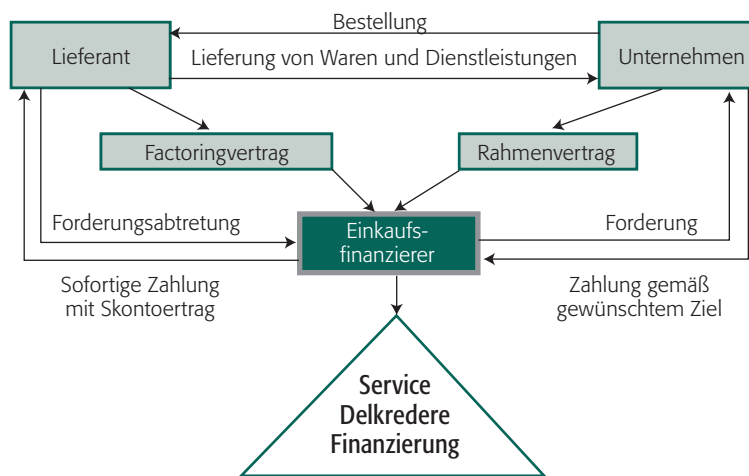 Bestellung
Lieferant
Lieferung von Waren und Dienstleistungen
Unternehmen
Factoringvertrag
Rahmenvertrag
Forderungsabtretung
Einkaufs-
finanzierer
Forderung
Sofortige Zahlung
mit Skontoertrag
Zahlung gemäß
gewünschtem Ziel
Service
Delkredere
Finanzierung